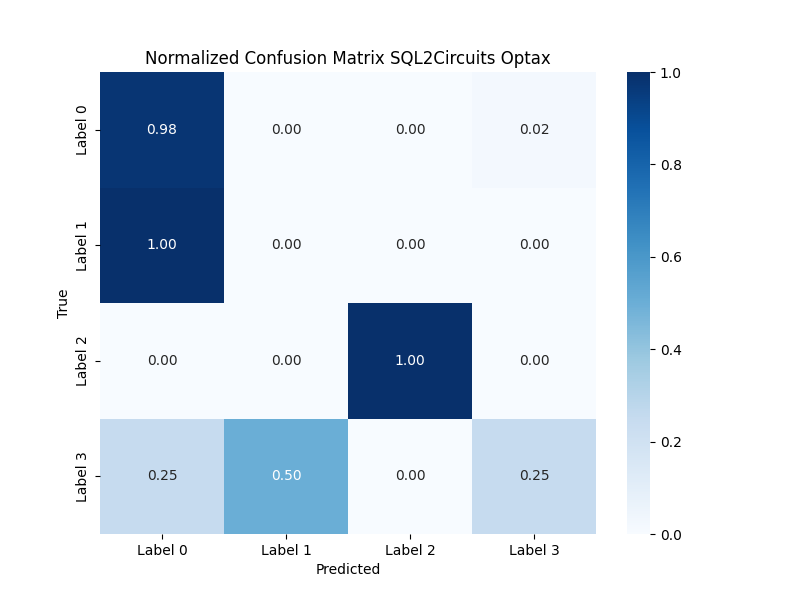 Normalized Confusion Matrix SQL2Circuits Optax
True
Label 0
0.98 0.00 0.00 0.02
Label 1
1.00 0.00 0.00 0.00
Label 2
0.00 0.00 1.00 0.00
Label 3
0.25 0.50 0.00 0.25
Label 0 Label 1 Label 2 Label 3
Predicted
1.0
0.8
0.6
0.4
0.2
0.0